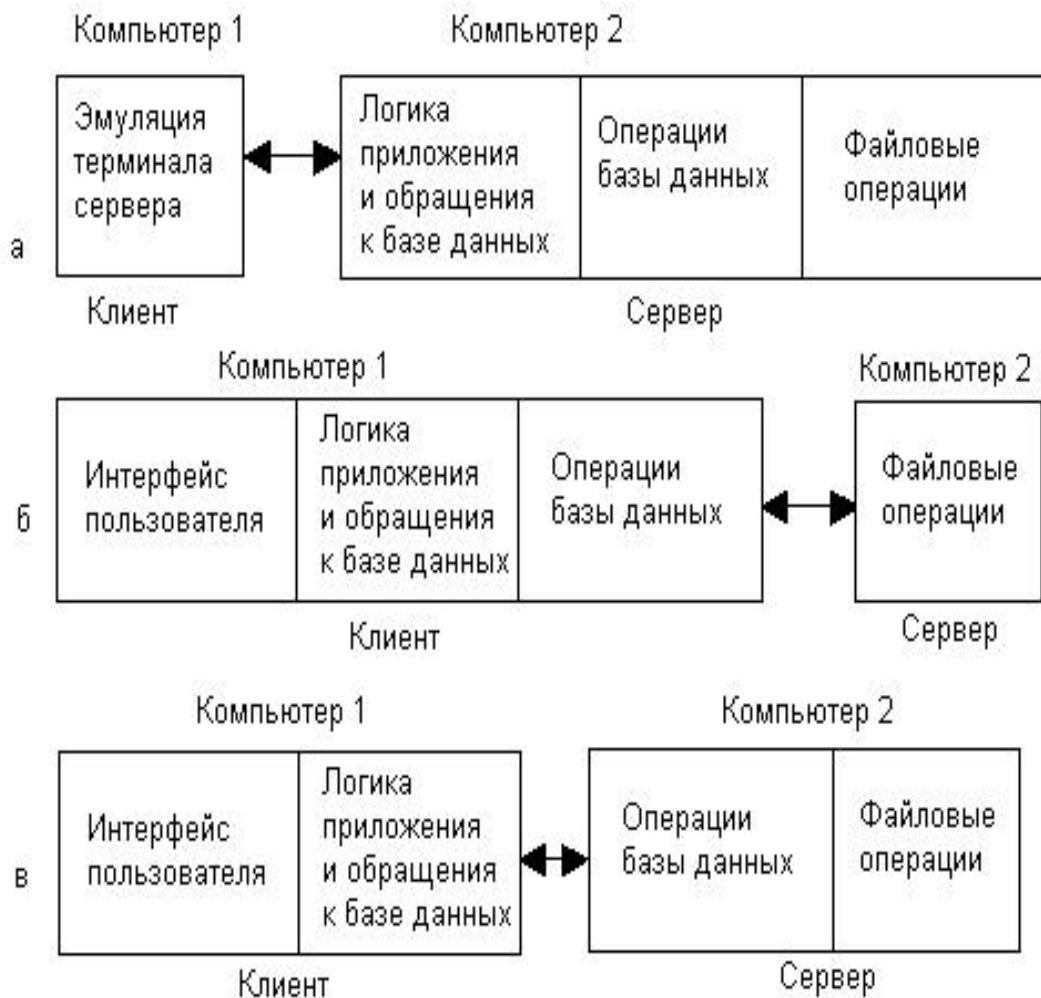 Компьютер 1
Компьютер 2
Эмуляция
терминала
сервера
Логика
приложения
и обращения
к базе данных
Операции
базы данных
Файловые
операции
а
Клиент
Сервер
Компьютер 1
Компьютер 2
Интерфейс
пользователя
Логика
приложения
и обращения
к базе данных
Операции
базы данных
Файловые
операции
б
Клиент
Сервер
Компьютер 1
Компьютер 2
Интерфейс
пользователя
Логика
приложения
и обращения
к базе данных
Операции
базы данных
Файловые
операции
в
Клиент
Сервер